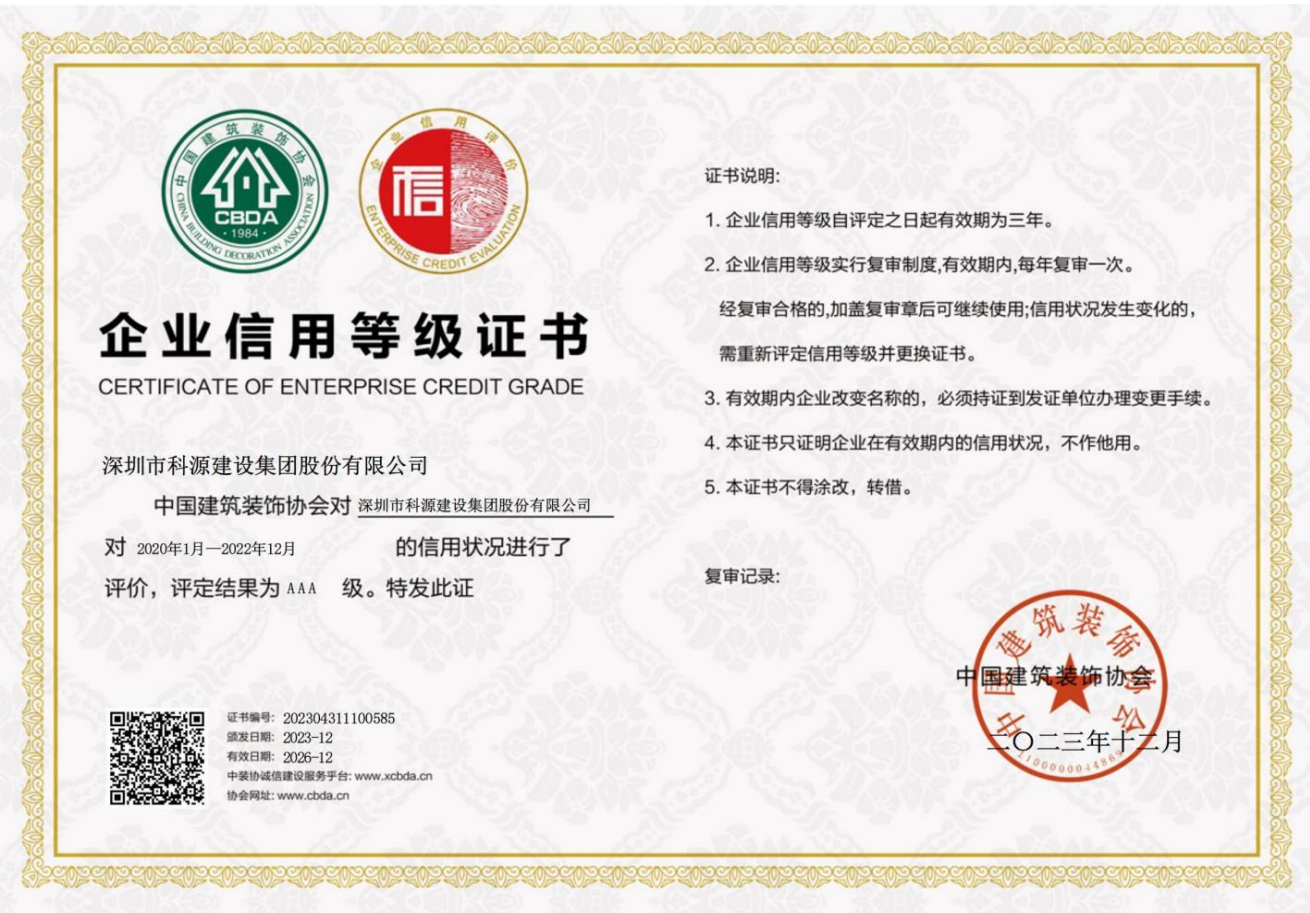 中国建筑装饰协会
CHINA BUILDING DECORATION ASSOCIATION
CBDA
·1984·
企业信用评价
信
ENTERPRISE CREDIT EVALUATION
企业信用等级证书
CERTIFICATE OF ENTERPRISE CREDIT GRADE
深圳市科源建设集团股份有限公司
中国建筑装饰协会对 深圳市科源建设集团股份有限公司
对 2020年1月—2022年12月 的信用状况进行了
评价，评定结果为 AAA 级。特发此证
证书编号: 202304311100585
颁发日期: 2023-12
有效日期: 2026-12
中装协诚信建设服务平台: www.xcbda.cn
协会网址: www.cbda.cn
证书说明:
1. 企业信用等级自评定之日起有效期为三年。
2. 企业信用等级实行复审制度,有效期内,每年复审一次。
经复审合格的,加盖复审章后可继续使用;信用状况发生变化的,
需重新评定信用等级并更换证书。
3. 有效期内企业改变名称的，必须持证到发证单位办理变更手续。
4. 本证书只证明企业在有效期内的信用状况，不作他用。
5. 本证书不得涂改，转借。
复审记录:
中国建筑装饰协会
中国建筑装饰协会
二〇二三年十二月